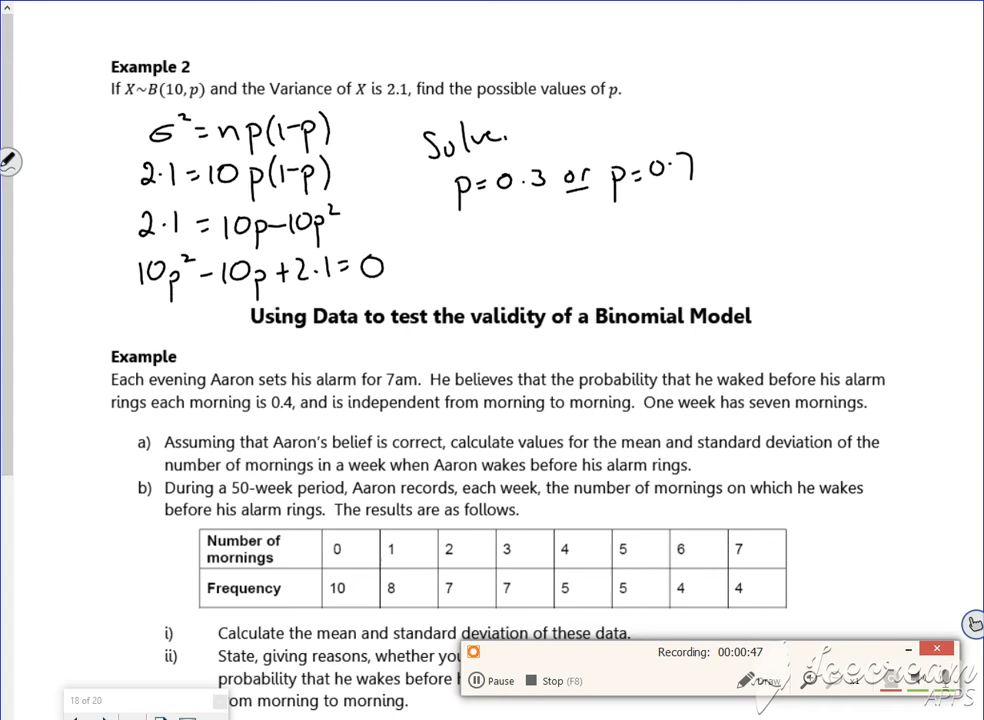 Example 2
If X~B(10, p) and the Variance of X is 2.1, find the possible values of p.
σ² = np(1-p)
2.1 = 10p(1-p)
2.1 = 10p-10p²
10p² - 10p + 2.1 = 0
Solve.
p = 0.3 or p = 0.7
Using Data to test the validity of a Binomial Model
Example
Each evening Aaron sets his alarm for 7am. He believes that the probability that he waked before his alarm
rings each morning is 0.4, and is independent from morning to morning. One week has seven mornings.
a) Assuming that Aaron's belief is correct, calculate values for the mean and standard deviation of the
number of mornings in a week when Aaron wakes before his alarm rings.
b) During a 50-week period, Aaron records, each week, the number of mornings on which he wakes
before his alarm rings. The results are as follows.
Number of mornings 0 1 2 3 4 5 6 7
Frequency 10 8 7 7 5 5 4 4
i) Calculate the mean and standard deviation of these data.
ii) State, giving reasons, whether you
probability that he wakes before
om morning to morning.
Recording: 00:00:47
Pause
Stop (F8)
Draw
x1
Icecream
APPS
18 of 20